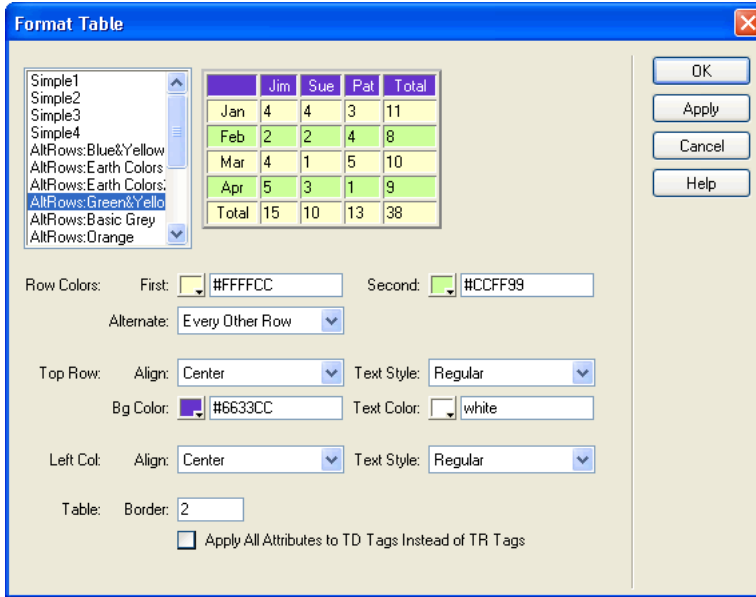 Format Table
Simple1
Simple2
Simple3
Simple4
AltRows:Blue&Yellow
AltRows:Earth Colors
AltRows:Earth Colors:
AltRows:Green&Yello
AltRows:Basic Grey
AltRows:Orange
Jim Sue Pat Total
Jan 4 4 3 11
Feb 2 2 4 8
Mar 4 1 5 10
Apr 5 3 1 9
Total 15 10 13 38
OK
Apply
Cancel
Help
Row Colors: First: #FFFFCC Second: #CCFF99
Alternate: Every Other Row
Top Row: Align: Center Text Style: Regular
Bg Color: #6633CC Text Color: white
Left Col: Align: Center Text Style: Regular
Table: Border: 2
Apply All Attributes to TD Tags Instead of TR Tags